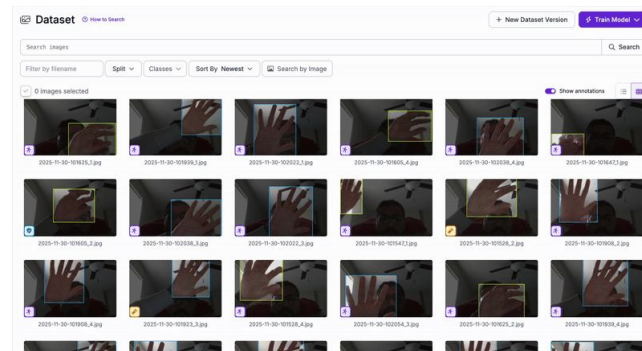 Dataset How to Search
+ New Dataset Version
Train Model
Search images
Search
Filter by filename
Split
Classes
Sort By Newest
Search by Image
0 images selected
Show annotations
2025-11-30-101625_1.jpg 2025-11-30-101939_1.jpg 2025-11-30-102022_1.jpg 2025-11-30-101605_4.jpg 2025-11-30-102038_4.jpg 2025-11-30-101647_1.jpg
2025-11-30-101605_2.jpg 2025-11-30-102038_3.jpg 2025-11-30-102022_3.jpg 2025-11-30-101547_1.jpg 2025-11-30-101528_2.jpg 2025-11-30-101908_2.jpg
2025-11-30-101908_4.jpg 2025-11-30-101923_3.jpg 2025-11-30-101528_4.jpg 2025-11-30-102054_3.jpg 2025-11-30-101625_2.jpg 2025-11-30-101939_4.jpg